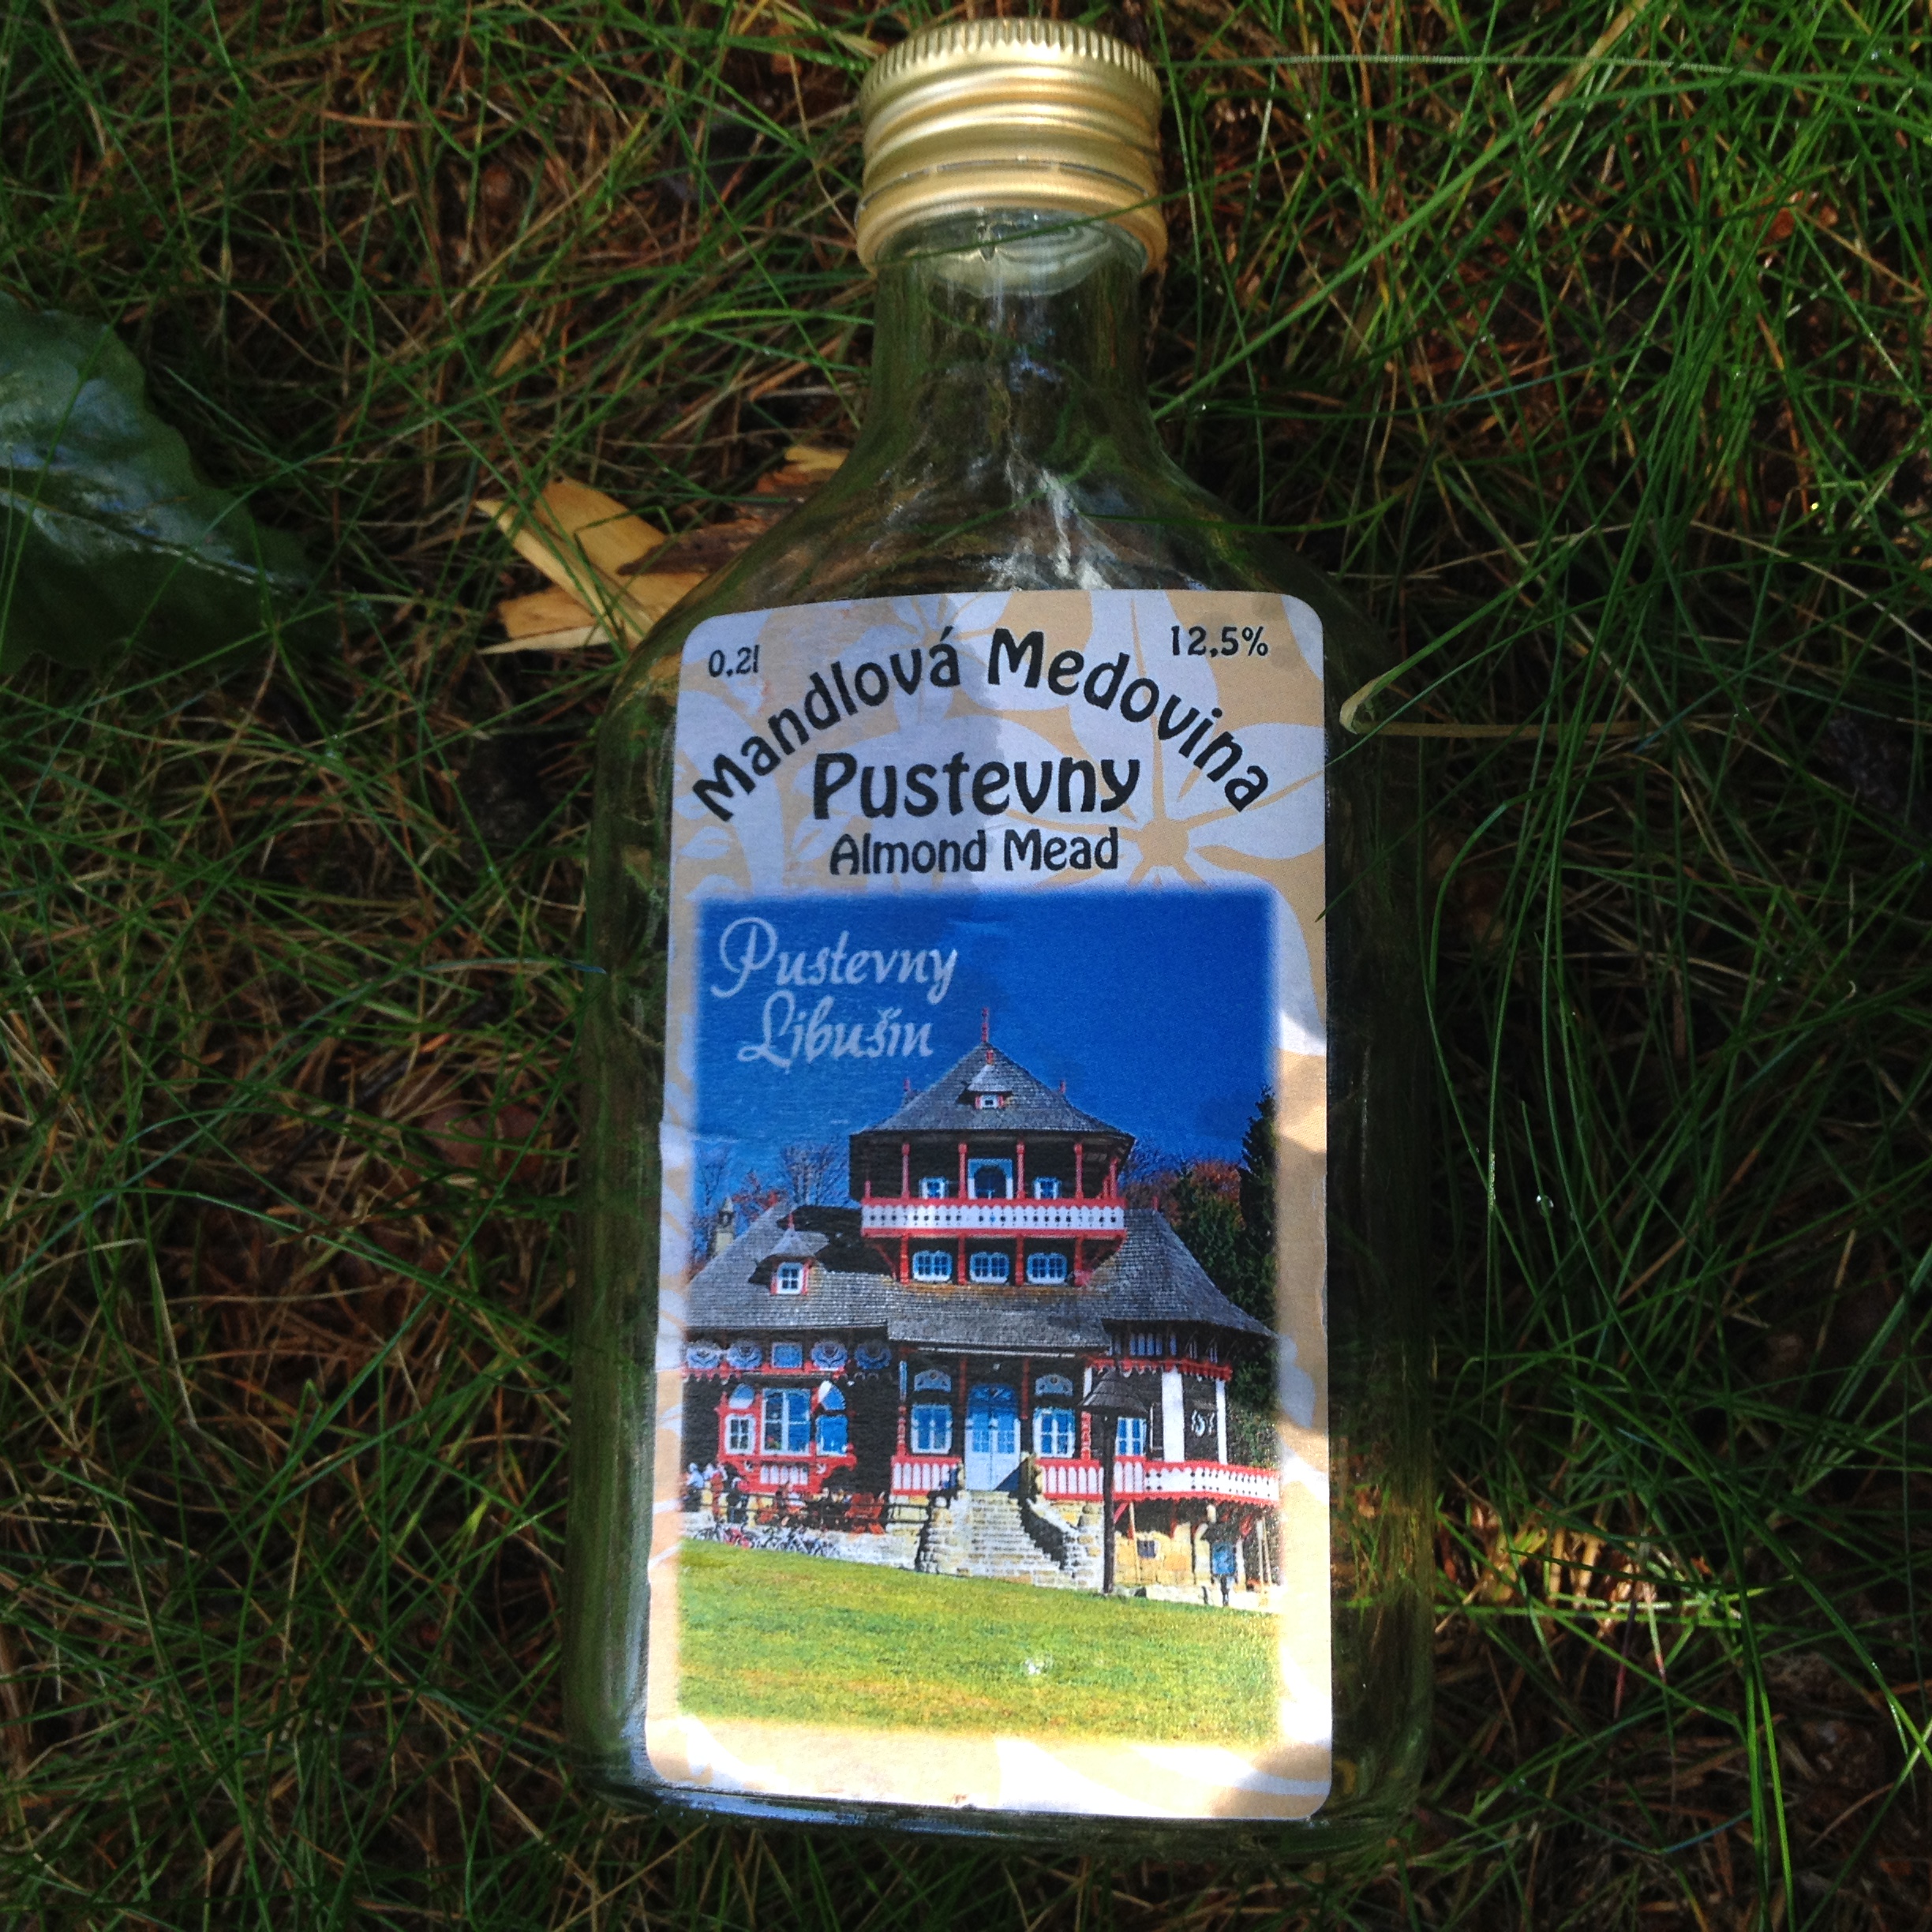 0,2l
12,5%
Mandlová Medovina
Pustevny
Almond Mead
Pustevny
Libušín